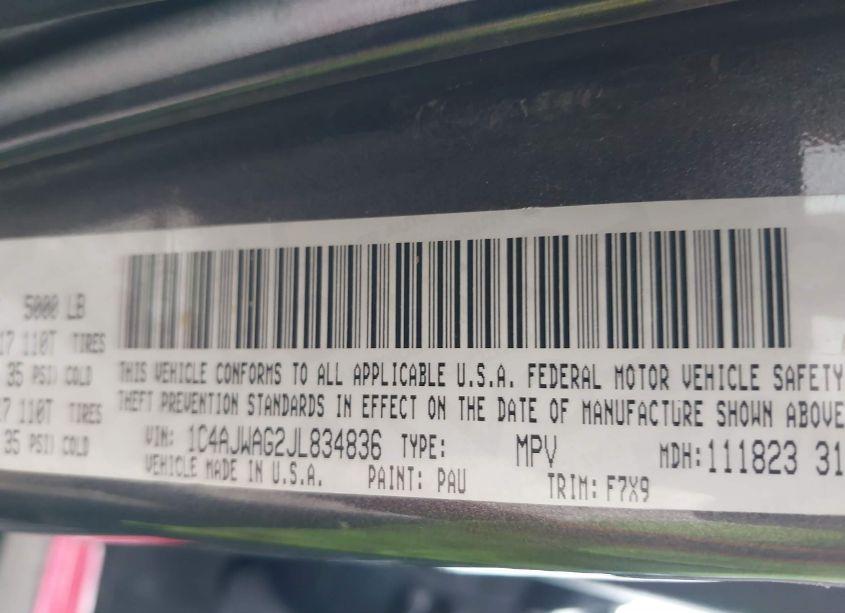 5000 LB
17 110T TIRES
35 PSI/COLD
17 110T TIRES
35 PSI/COLD
THIS VEHICLE CONFORMS TO ALL APPLICABLE U.S.A. FEDERAL MOTOR VEHICLE SAFETY
THEFT PREVENTION STANDARDS IN EFFECT ON THE DATE OF MANUFACTURE SHOWN ABOVE
VIN: 1C4AJWAG2JL834836 TYPE: MPV MDH: 111823 31
VEHICLE MADE IN U.S.A. PAINT: PAU TRIM: F7X9